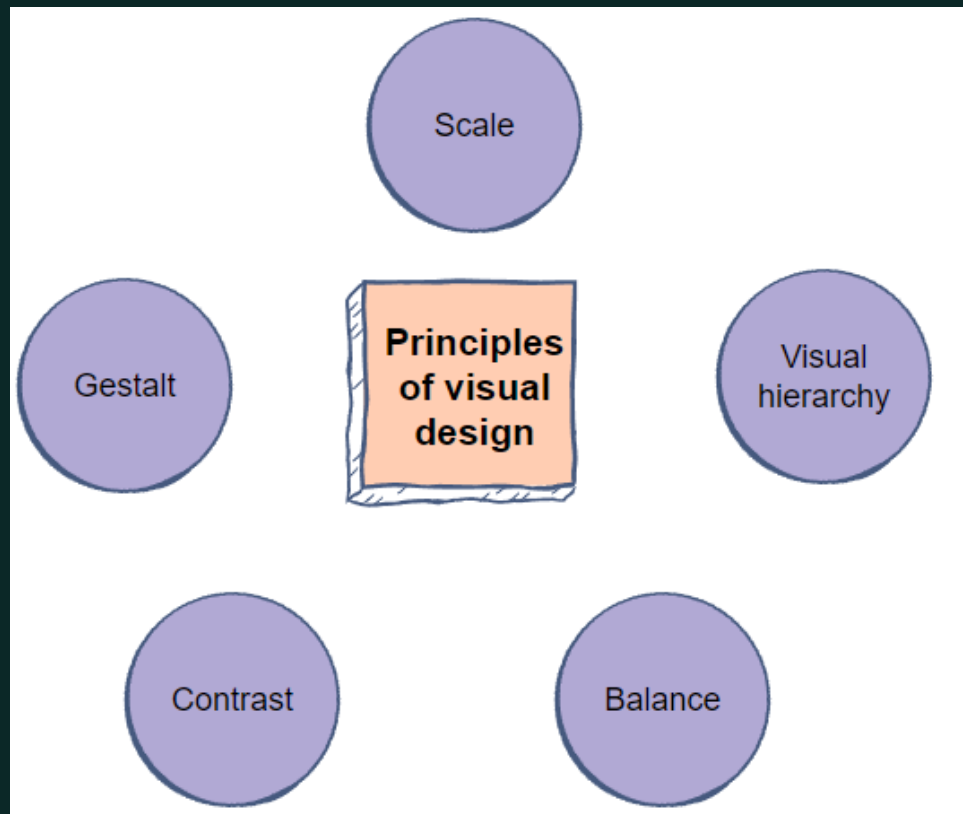 Scale
Gestalt
Principles
of visual
design
Visual
hierarchy
Contrast
Balance